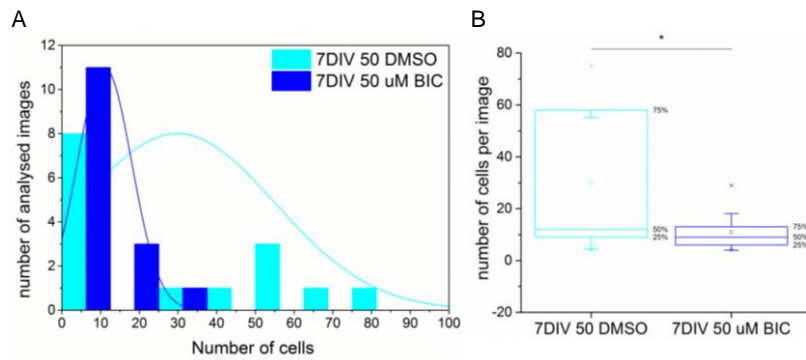 A
number of analysed images
12
10
8
6
4
2
0
7DIV 50 DMSO
7DIV 50 uM BIC
0 10 20 30 40 50 60 70 80 90 100
Number of cells
B
number of cells per image
80
60
40
20
0
-20
*
75%
50%
25%
75%
50%
25%
7DIV 50 DMSO 7DIV 50 uM BIC